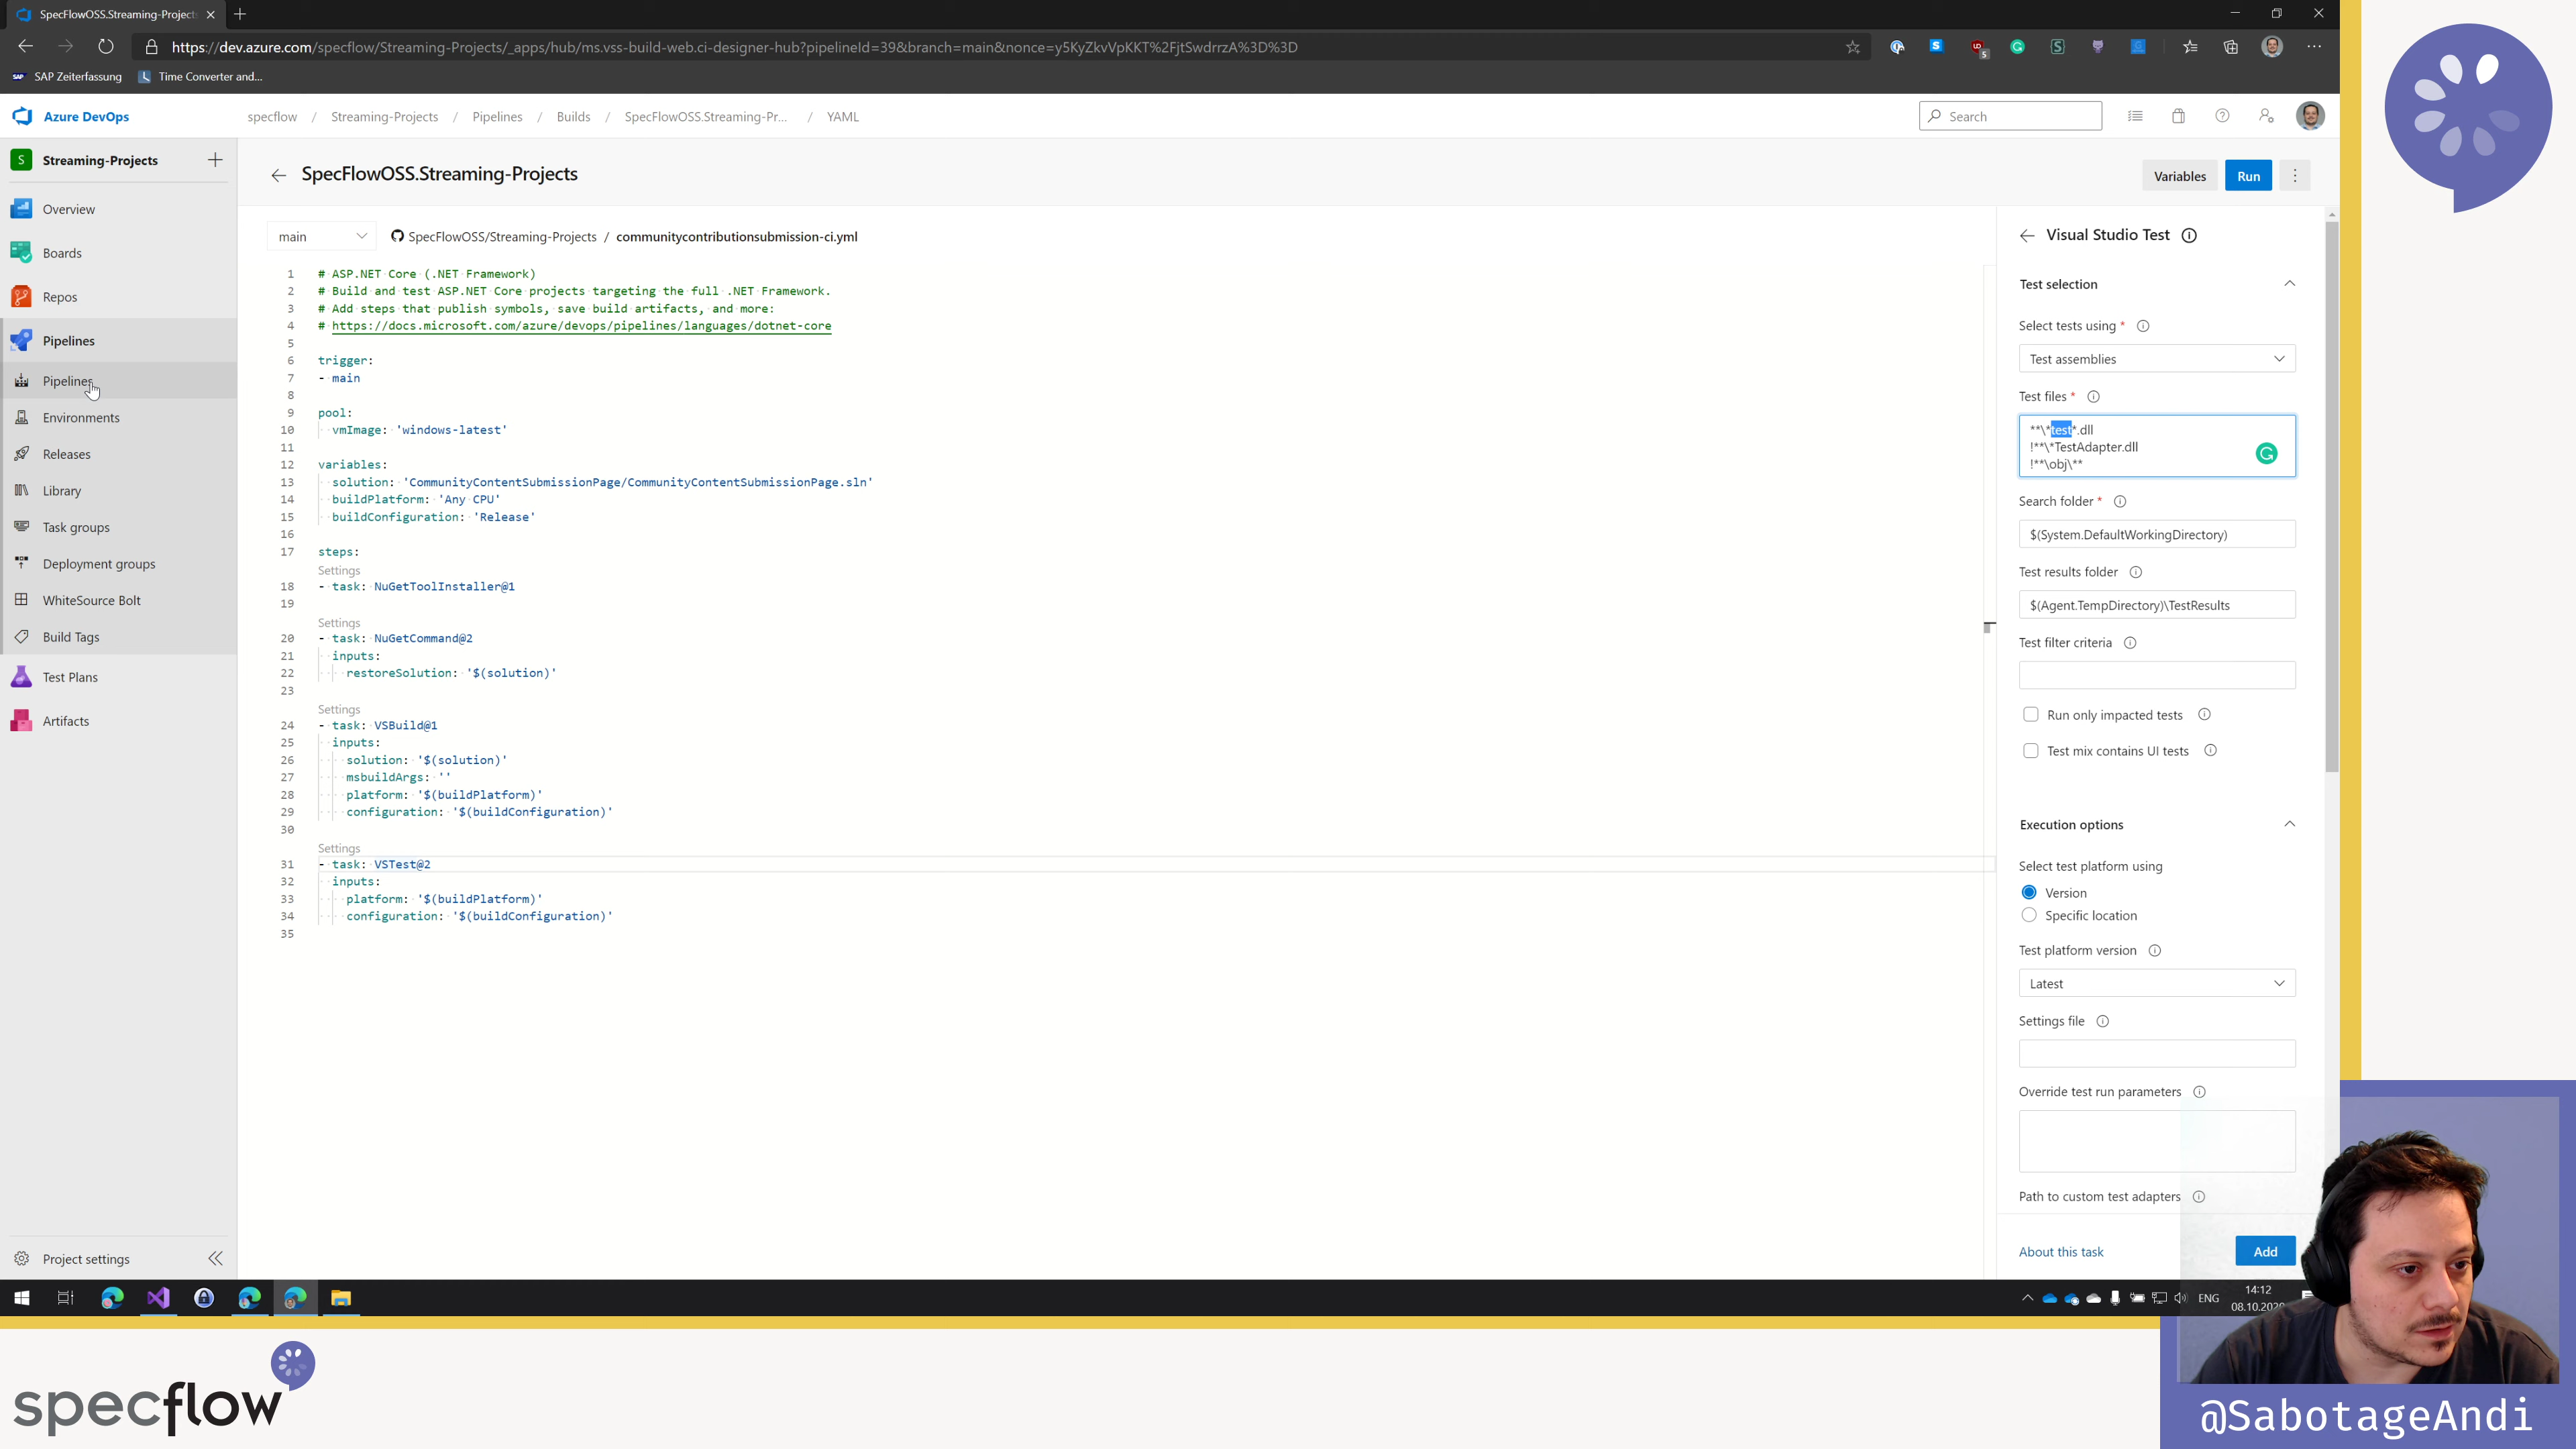 SpecFlowOSS.Streaming-Projects
https://dev.azure.com/specflow/Streaming-Projects/_apps/hub/ms.vss-build-web.ci-designer-hub?pipelineId=39&branch=main&nonce=y5KyZkvVpKKT%2FjtSwdrrzA%3D%3D
SAP Zeiterfassung
Time Converter and...
Azure DevOps
specflow / Streaming-Projects / Pipelines / Builds / SpecFlowOSS.Streaming-Pr... / YAML
Search
S Streaming-Projects
Overview
Boards
Repos
Pipelines
Pipelines
Environments
Releases
Library
Task groups
Deployment groups
WhiteSource Bolt
Build Tags
Test Plans
Artifacts
Project settings
SpecFlowOSS.Streaming-Projects
Variables
Run
main
SpecFlowOSS/Streaming-Projects / communitycontributionsubmission-ci.yml
1 # ASP.NET Core (.NET Framework)
2 # Build and test ASP.NET Core projects targeting the full .NET Framework.
3 # Add steps that publish symbols, save build artifacts, and more:
4 # https://docs.microsoft.com/azure/devops/pipelines/languages/dotnet-core
5
6 trigger:
7 - main
8
9 pool:
10 vmImage: 'windows-latest'
11
12 variables:
13 solution: 'CommunityContentSubmissionPage/CommunityContentSubmissionPage.sln'
14 buildPlatform: 'Any CPU'
15 buildConfiguration: 'Release'
16
17 steps:
Settings
18 - task: NuGetToolInstaller@1
19
Settings
20 - task: NuGetCommand@2
21 inputs:
22 restoreSolution: '$(solution)'
23
Settings
24 - task: VSBuild@1
25 inputs:
26 solution: '$(solution)'
27 msbuildArgs: ''
28 platform: '$(buildPlatform)'
29 configuration: '$(buildConfiguration)'
30
Settings
31 - task: VSTest@2
32 inputs:
33 platform: '$(buildPlatform)'
34 configuration: '$(buildConfiguration)'
35
Visual Studio Test
Test selection
Select tests using *
Test assemblies
Test files *
**\*test*.dll
!**\*TestAdapter.dll
!**\obj\**
Search folder *
$(System.DefaultWorkingDirectory)
Test results folder
$(Agent.TempDirectory)\TestResults
Test filter criteria
Run only impacted tests
Test mix contains UI tests
Execution options
Select test platform using
Version
Specific location
Test platform version
Latest
Settings file
Override test run parameters
Path to custom test adapters
About this task
Add
ENG
14:12
08.10.2020
specflow
@SabotageAndi